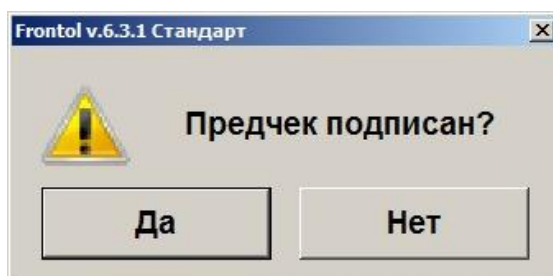 Frontol v.6.3.1 Стандарт
Предчек подписан?
Да
Нет